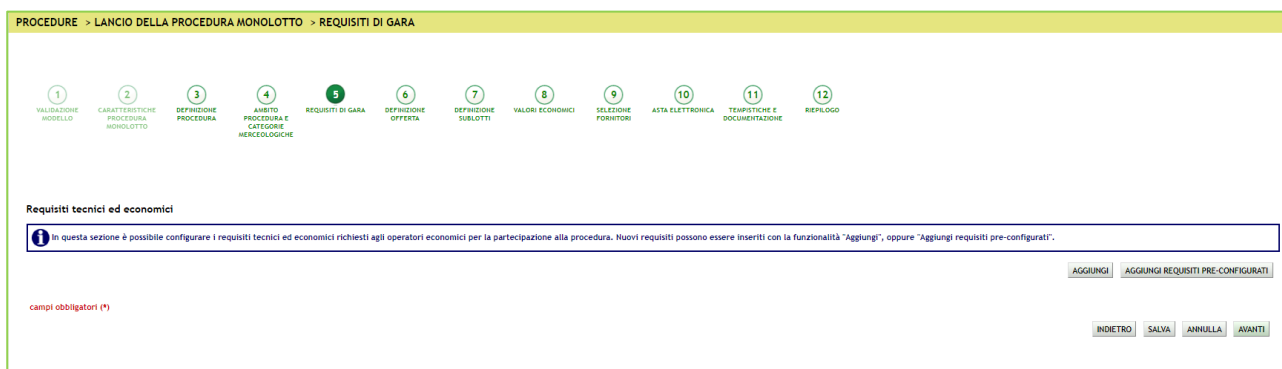 PROCEDURE > LANCIO DELLA PROCEDURA MONOLOTTO > REQUISITI DI GARA
1 2 3 4 5 6 7 8 9 10 11 12
VALIDAZIONE MODELLO
CARATTERISTICHE PROCEDURA MONOLOTTO
DEFINIZIONE PROCEDURA
AMBITO PROCEDURA E CATEGORIE MERCEOLOGICHE
REQUISITI DI GARA
DEFINIZIONE OFFERTA
DEFINIZIONE SUBLOTTI
VALORI ECONOMICI
SELEZIONE FORNITORI
ASTA ELETTRONICA
TEMPISTICHE E DOCUMENTAZIONE
RIEPILOGO
Requisiti tecnici ed economici
In questa sezione è possibile configurare i requisiti tecnici ed economici richiesti agli operatori economici per la partecipazione alla procedura. Nuovi requisiti possono essere inseriti con la funzionalità "Aggiungi", oppure "Aggiungi requisiti pre-configurati".
AGGIUNGI AGGIUNGI REQUISITI PRE-CONFIGURATI
campi obbligatori (*)
INDIETRO SALVA ANNULLA AVANTI